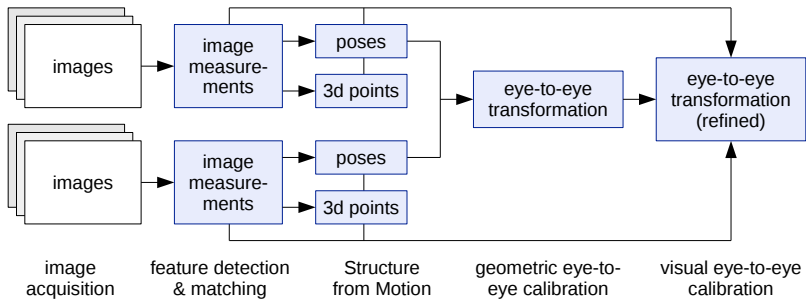 images
image
measure-
ments
poses
3d points
eye-to-eye
transformation
eye-to-eye
transformation
(refined)
images
image
measure-
ments
poses
3d points
image
acquisition
feature detection
& matching
Structure
from Motion
geometric eye-to-
eye calibration
visual eye-to-eye
calibration